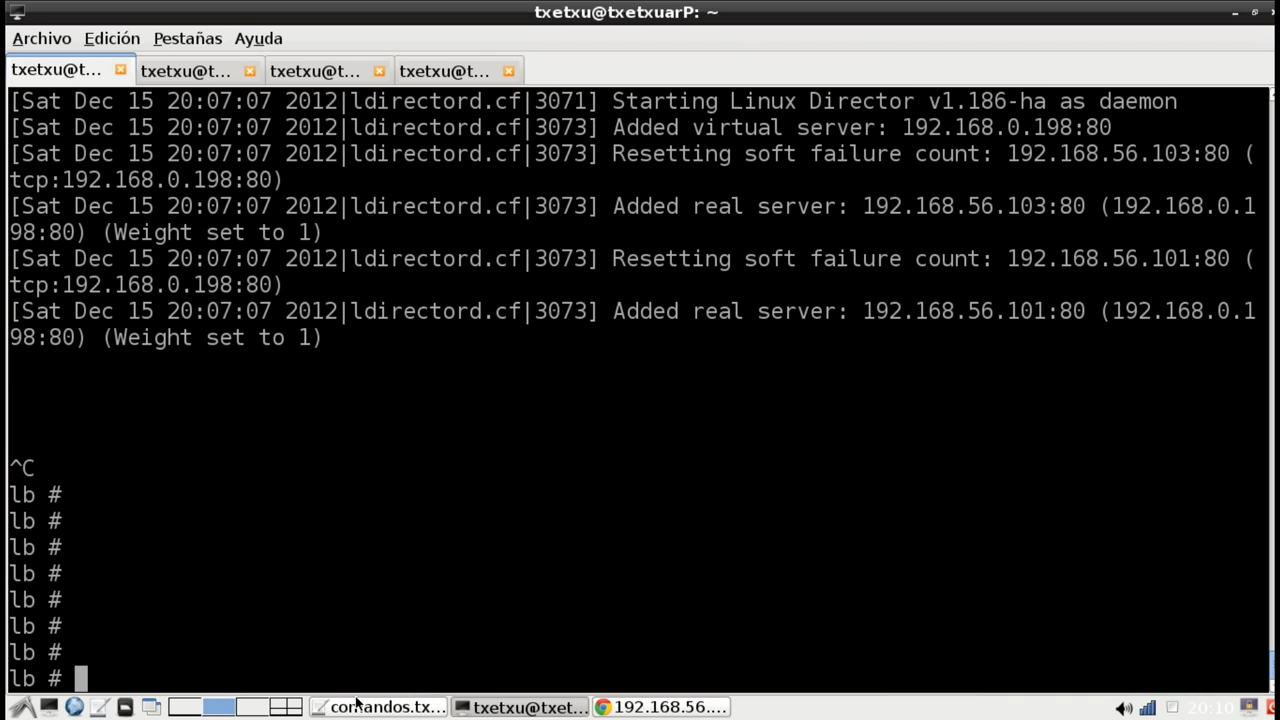 txetxu@txetxuarP: ~
Archivo Edición Pestañas Ayuda
txetxu@t... txetxu@t... txetxu@t... txetxu@t...
[Sat Dec 15 20:07:07 2012|ldirectord.cf|3071] Starting Linux Director v1.186-ha as daemon
[Sat Dec 15 20:07:07 2012|ldirectord.cf|3073] Added virtual server: 192.168.0.198:80
[Sat Dec 15 20:07:07 2012|ldirectord.cf|3073] Resetting soft failure count: 192.168.56.103:80 (
tcp:192.168.0.198:80)
[Sat Dec 15 20:07:07 2012|ldirectord.cf|3073] Added real server: 192.168.56.103:80 (192.168.0.1
98:80) (Weight set to 1)
[Sat Dec 15 20:07:07 2012|ldirectord.cf|3073] Resetting soft failure count: 192.168.56.101:80 (
tcp:192.168.0.198:80)
[Sat Dec 15 20:07:07 2012|ldirectord.cf|3073] Added real server: 192.168.56.101:80 (192.168.0.1
98:80) (Weight set to 1)
^C
lb #
lb #
lb #
lb #
lb #
lb #
lb #
lb #
comandos.tx... txetxu@txet... 192.168.56.... 20:10